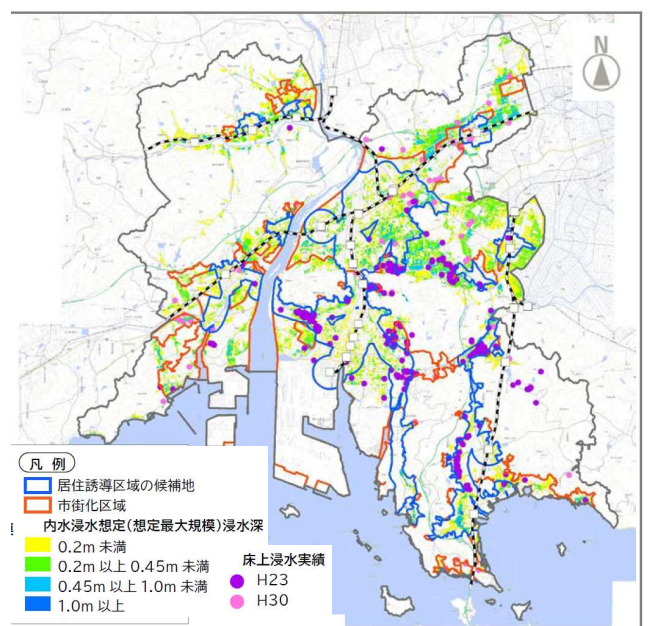 N
凡 例
居住誘導区域の候補地
市街化区域
内水浸水想定(想定最大規模)浸水深
0.2m 未満
0.2m 以上 0.45m 未満
0.45m 以上 1.0m 未満
1.0m 以上
床上浸水実績
H23
H30